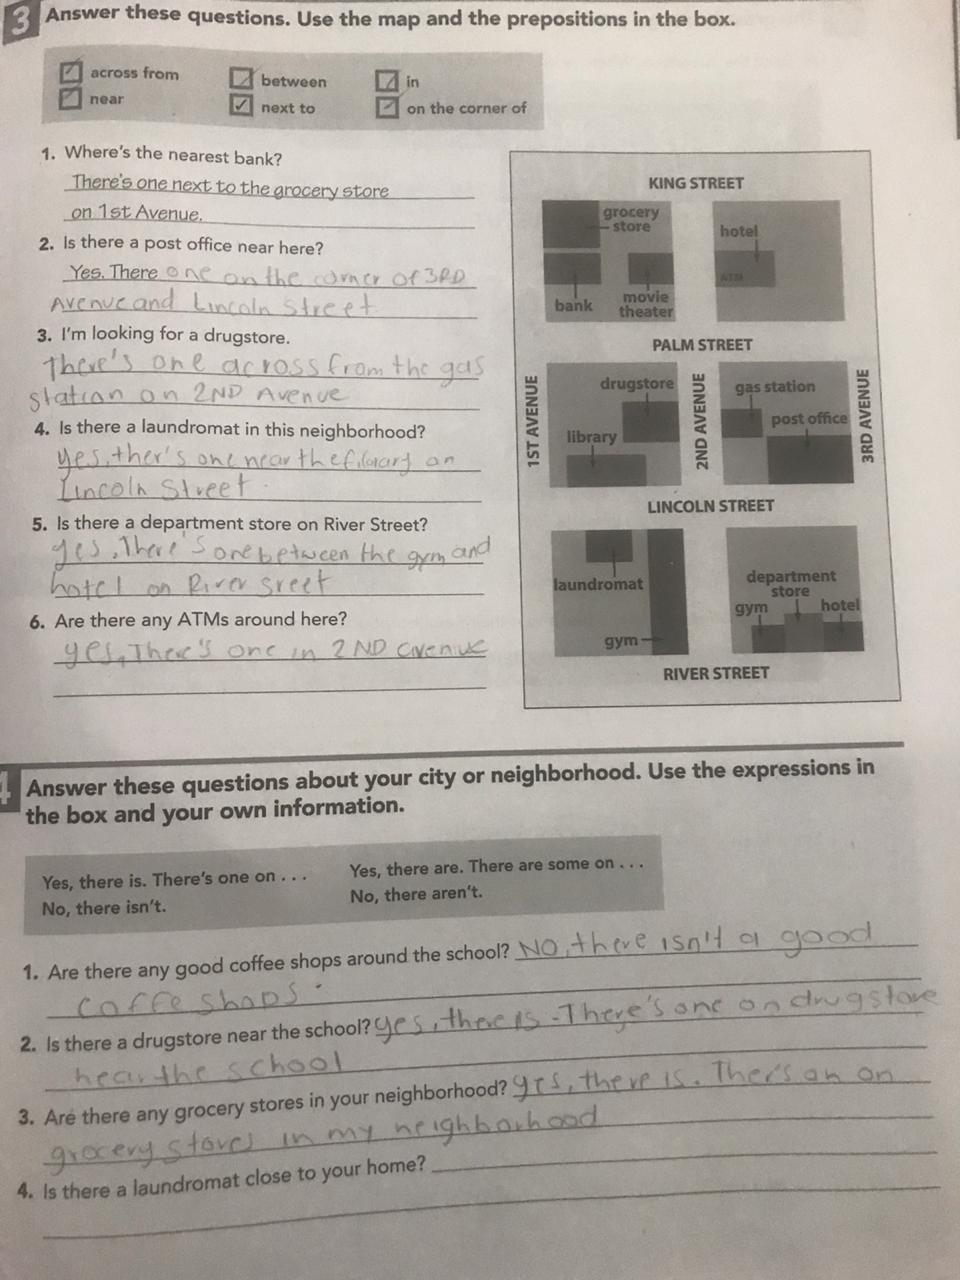 3 Answer these questions. Use the map and the prepositions in the box.
across from between in
near next to on the corner of
1. Where's the nearest bank?
There's one next to the grocery store
on 1st Avenue.
2. Is there a post office near here?
Yes. There one on the corner of 3RD
Avenue and Lincoln Street
3. I'm looking for a drugstore.
There's one across from the gas
station on 2ND Avenue
4. Is there a laundromat in this neighborhood?
yes, ther's one near the on
Lincoln Street
5. Is there a department store on River Street?
yes, There's one between the gym and
hotel on River sreet
6. Are there any ATMs around here?
yes, There's one in 2ND avenue
KING STREET
grocery
store
hotel
ATM
bank
movie
theater
PALM STREET
1ST AVENUE
drugstore
library
2ND AVENUE
gas station
post office
3RD AVENUE
LINCOLN STREET
laundromat
gym
department
store
gym hotel
RIVER STREET
4 Answer these questions about your city or neighborhood. Use the expressions in
the box and your own information.
Yes, there is. There's one on . . . Yes, there are. There are some on . . .
No, there isn't. No, there aren't.
1. Are there any good coffee shops around the school? NO, there isn't a good
coffe shops.
2. Is there a drugstore near the school? yes, there is. There's one on drugstore
near the school
3. Are there any grocery stores in your neighborhood? yes, there is. Ther's on on
grocery stores in my neighborhood
4. Is there a laundromat close to your home?